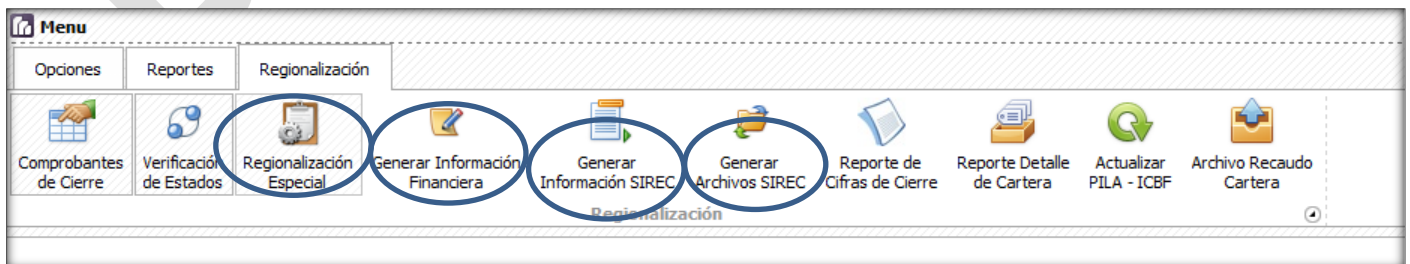 Menu
Opciones Reportes Regionalización
Comprobantes de Cierre
Verificación de Estados
Regionalización Especial
Generar Información Financiera
Generar Información SIREC
Generar Archivos SIREC
Reporte de Cifras de Cierre
Reporte Detalle de Cartera
Actualizar PILA - ICBF
Archivo Recaudo Cartera
Regionalización